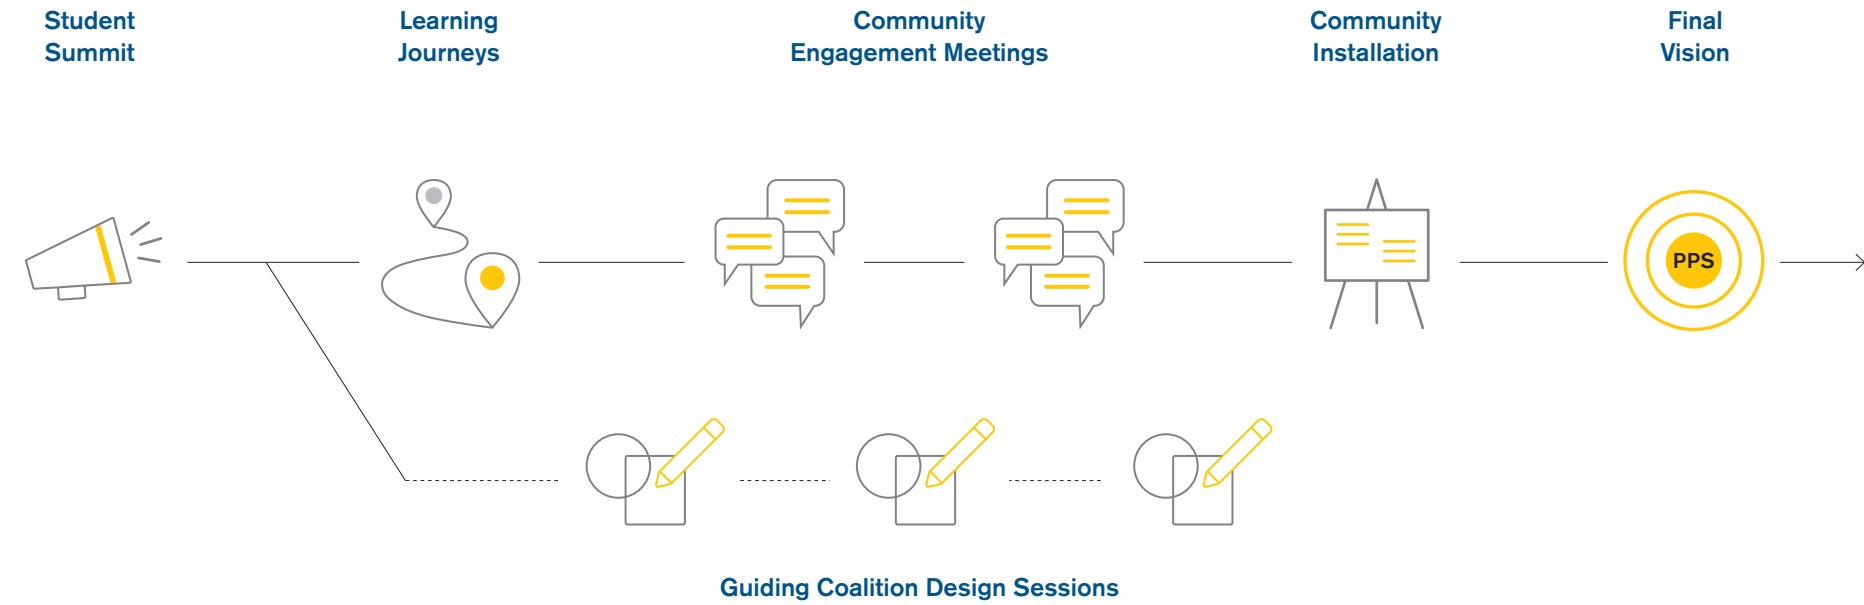 Student
Summit
Learning
Journeys
Community
Engagement Meetings
Community
Installation
Final
Vision
PPS
Guiding Coalition Design Sessions